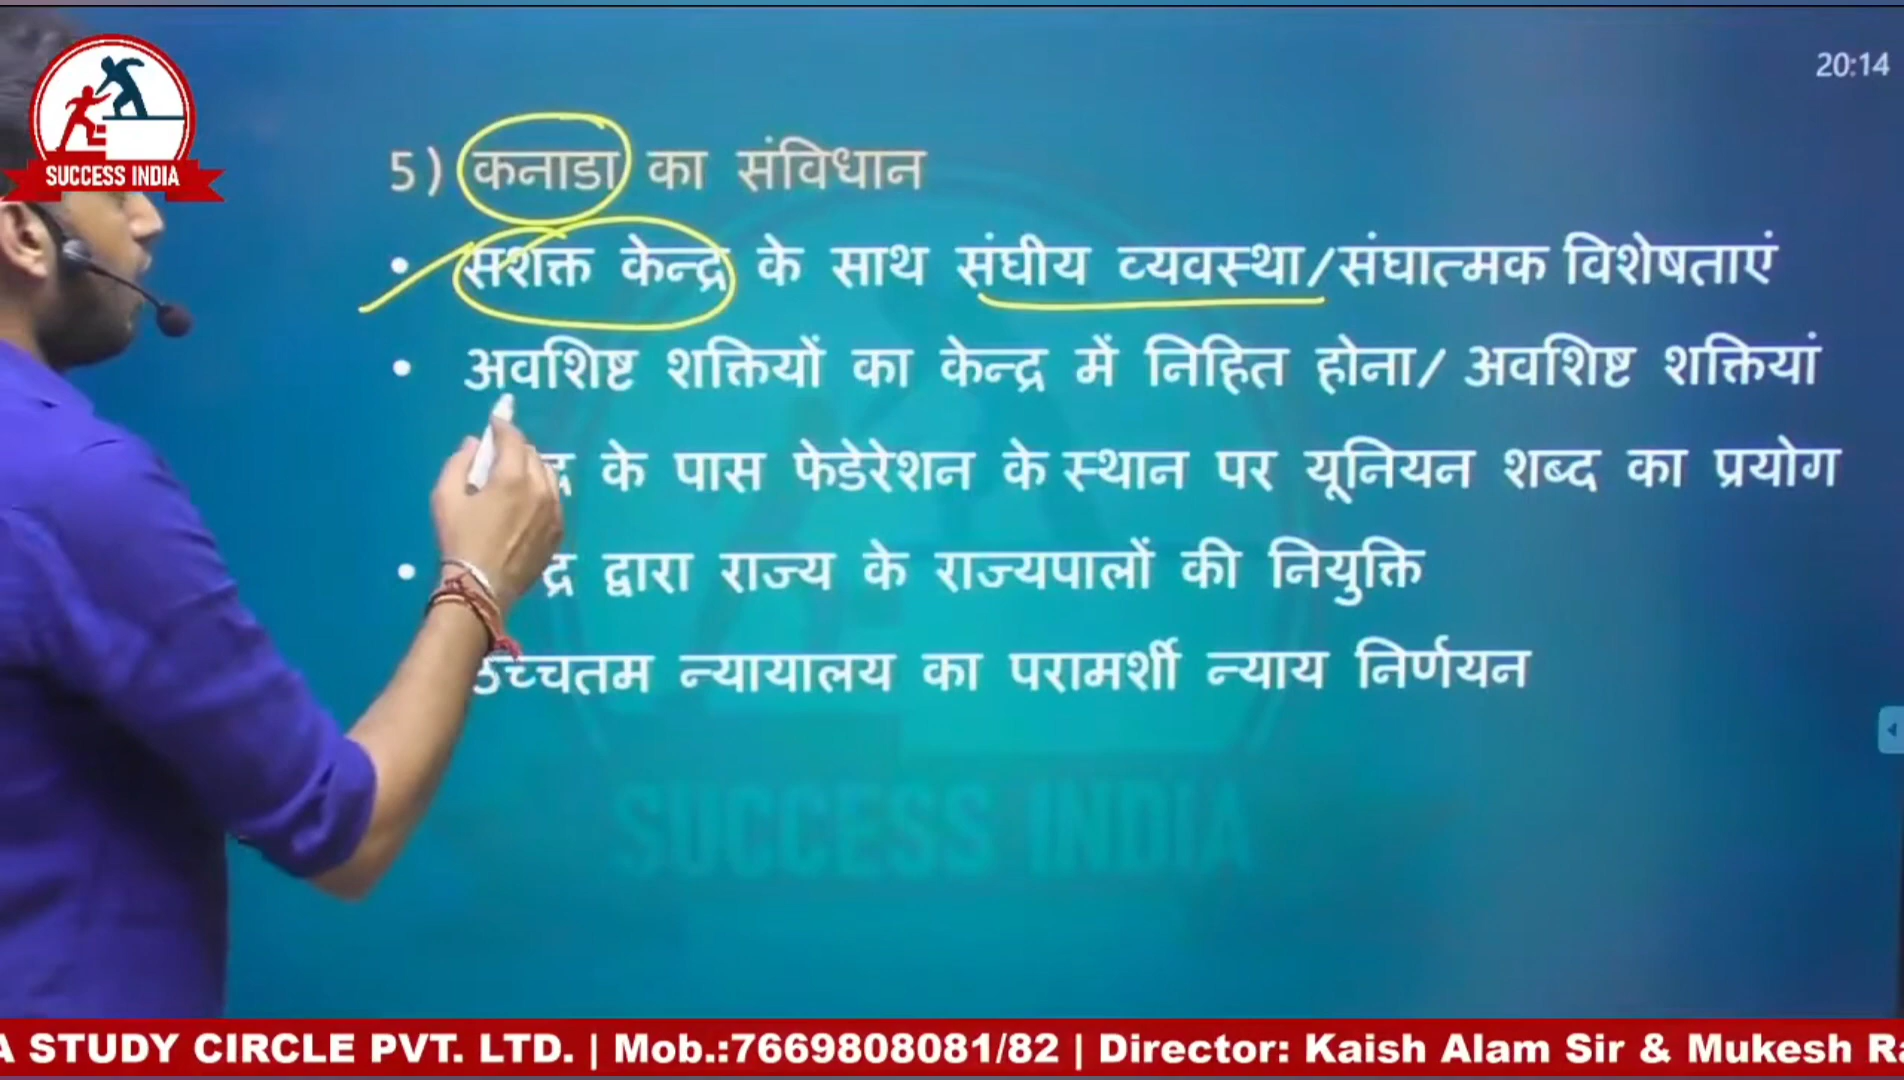 SUCCESS INDIA
20:14
5) कनाडा का संविधान
• सशक्त केन्द्र के साथ संघीय व्यवस्था/संघात्मक विशेषताएं
• अवशिष्ट शक्तियों का केन्द्र में निहित होना/ अवशिष्ट शक्तियां
के पास फेडेरेशन के स्थान पर यूनियन शब्द का प्रयोग
• द्वारा राज्य के राज्यपालों की नियुक्ति
उच्चतम न्यायालय का परामर्शी न्याय निर्णयन
SUCCESS INDIA
A STUDY CIRCLE PVT. LTD. | Mob.:7669808081/82 | Director: Kaish Alam Sir & Mukesh